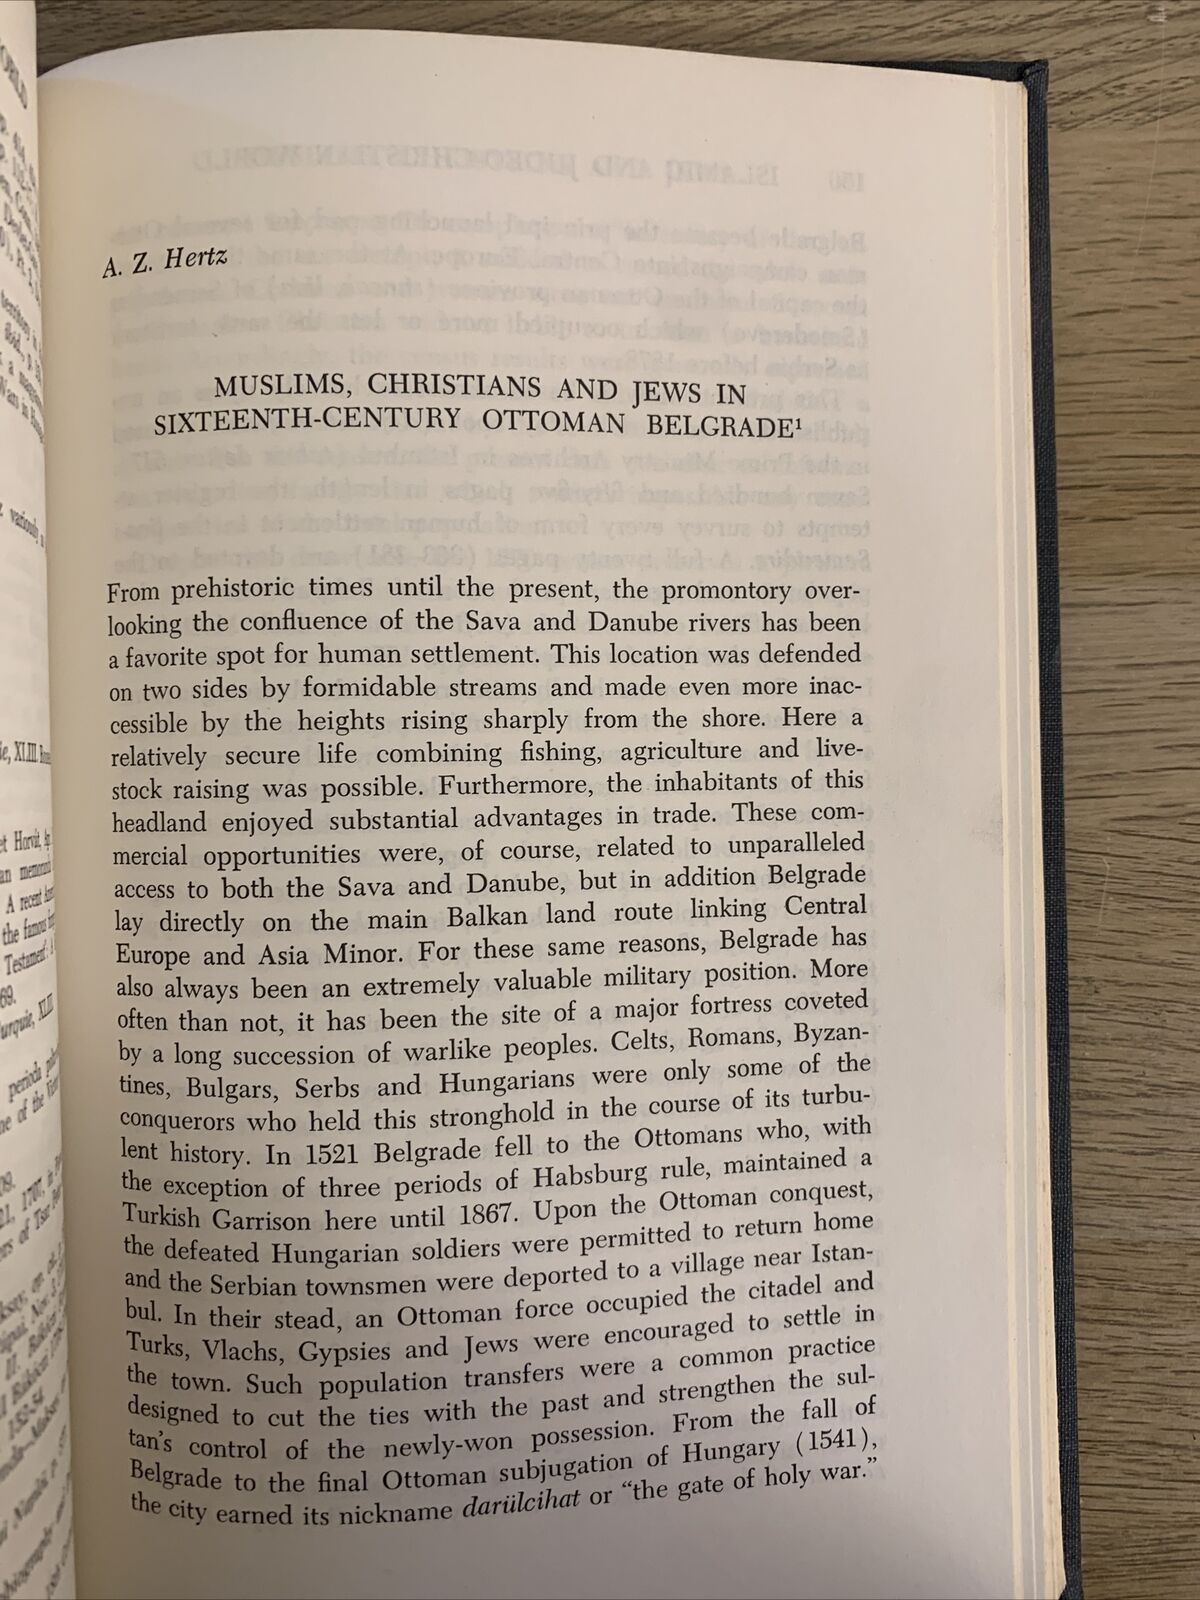 A. Z. Hertz
MUSLIMS, CHRISTIANS AND JEWS IN
SIXTEENTH-CENTURY OTTOMAN BELGRADE¹
From prehistoric times until the present, the promontory over-
looking the confluence of the Sava and Danube rivers has been
a favorite spot for human settlement. This location was defended
on two sides by formidable streams and made even more inac-
cessible by the heights rising sharply from the shore. Here a
relatively secure life combining fishing, agriculture and live-
stock raising was possible. Furthermore, the inhabitants of this
headland enjoyed substantial advantages in trade. These com-
mercial opportunities were, of course, related to unparalleled
access to both the Sava and Danube, but in addition Belgrade
lay directly on the main Balkan land route linking Central
Europe and Asia Minor. For these same reasons, Belgrade has
also always been an extremely valuable military position. More
often than not, it has been the site of a major fortress coveted
by a long succession of warlike peoples. Celts, Romans, Byzan-
tines, Bulgars, Serbs and Hungarians were only some of the
conquerors who held this stronghold in the course of its turbu-
lent history. In 1521 Belgrade fell to the Ottomans who, with
the exception of three periods of Habsburg rule, maintained a
Turkish Garrison here until 1867. Upon the Ottoman conquest,
the defeated Hungarian soldiers were permitted to return home
and the Serbian townsmen were deported to a village near Istan-
bul. In their stead, an Ottoman force occupied the citadel and
Turks, Vlachs, Gypsies and Jews were encouraged to settle in
the town. Such population transfers were a common practice
designed to cut the ties with the past and strengthen the sul-
tan's control of the newly-won possession. From the fall of
Belgrade to the final Ottoman subjugation of Hungary (1541),
the city earned its nickname darülcihat or "the gate of holy war."